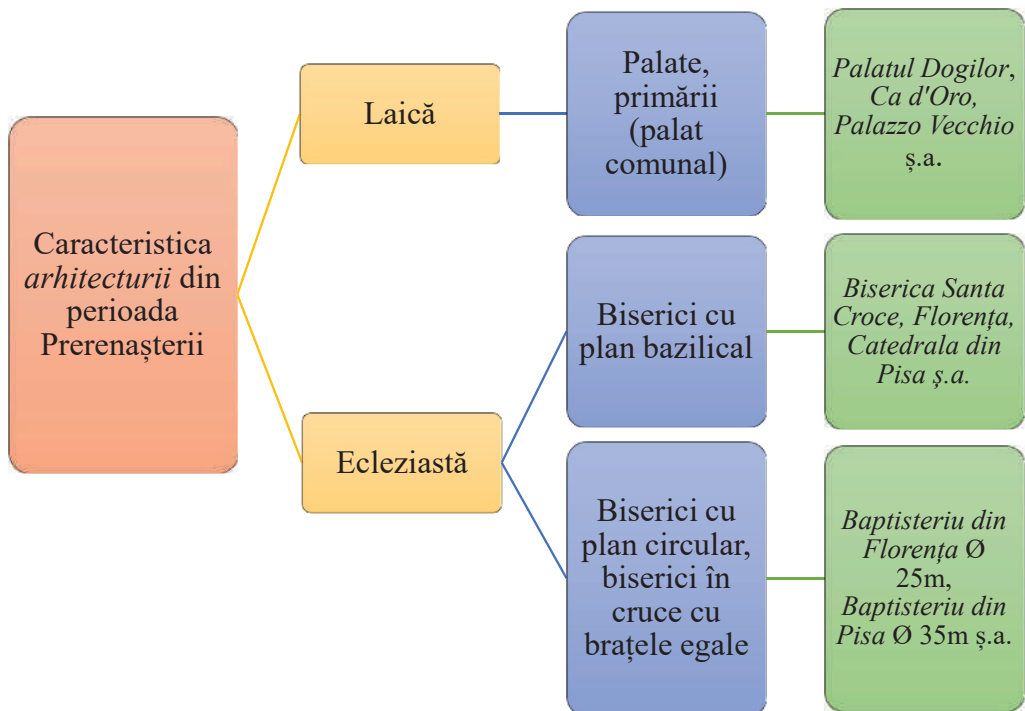 Caracteristica
arhitecturii din
perioada
Prerenașterii
Laică
Palate,
primării
(palat
comunal)
Palatul Dogilor,
Ca d'Oro,
Palazzo Vecchio
ș.a.
Ecleziastă
Biserici cu
plan bazilical
Biserica Santa
Croce, Florența,
Catedrala din
Pisa ș.a.
Biserici cu
plan circular,
biserici în
cruce cu
brațele egale
Baptisteriu din
Florența Ø
25m,
Baptisteriu din
Pisa Ø 35m ș.a.